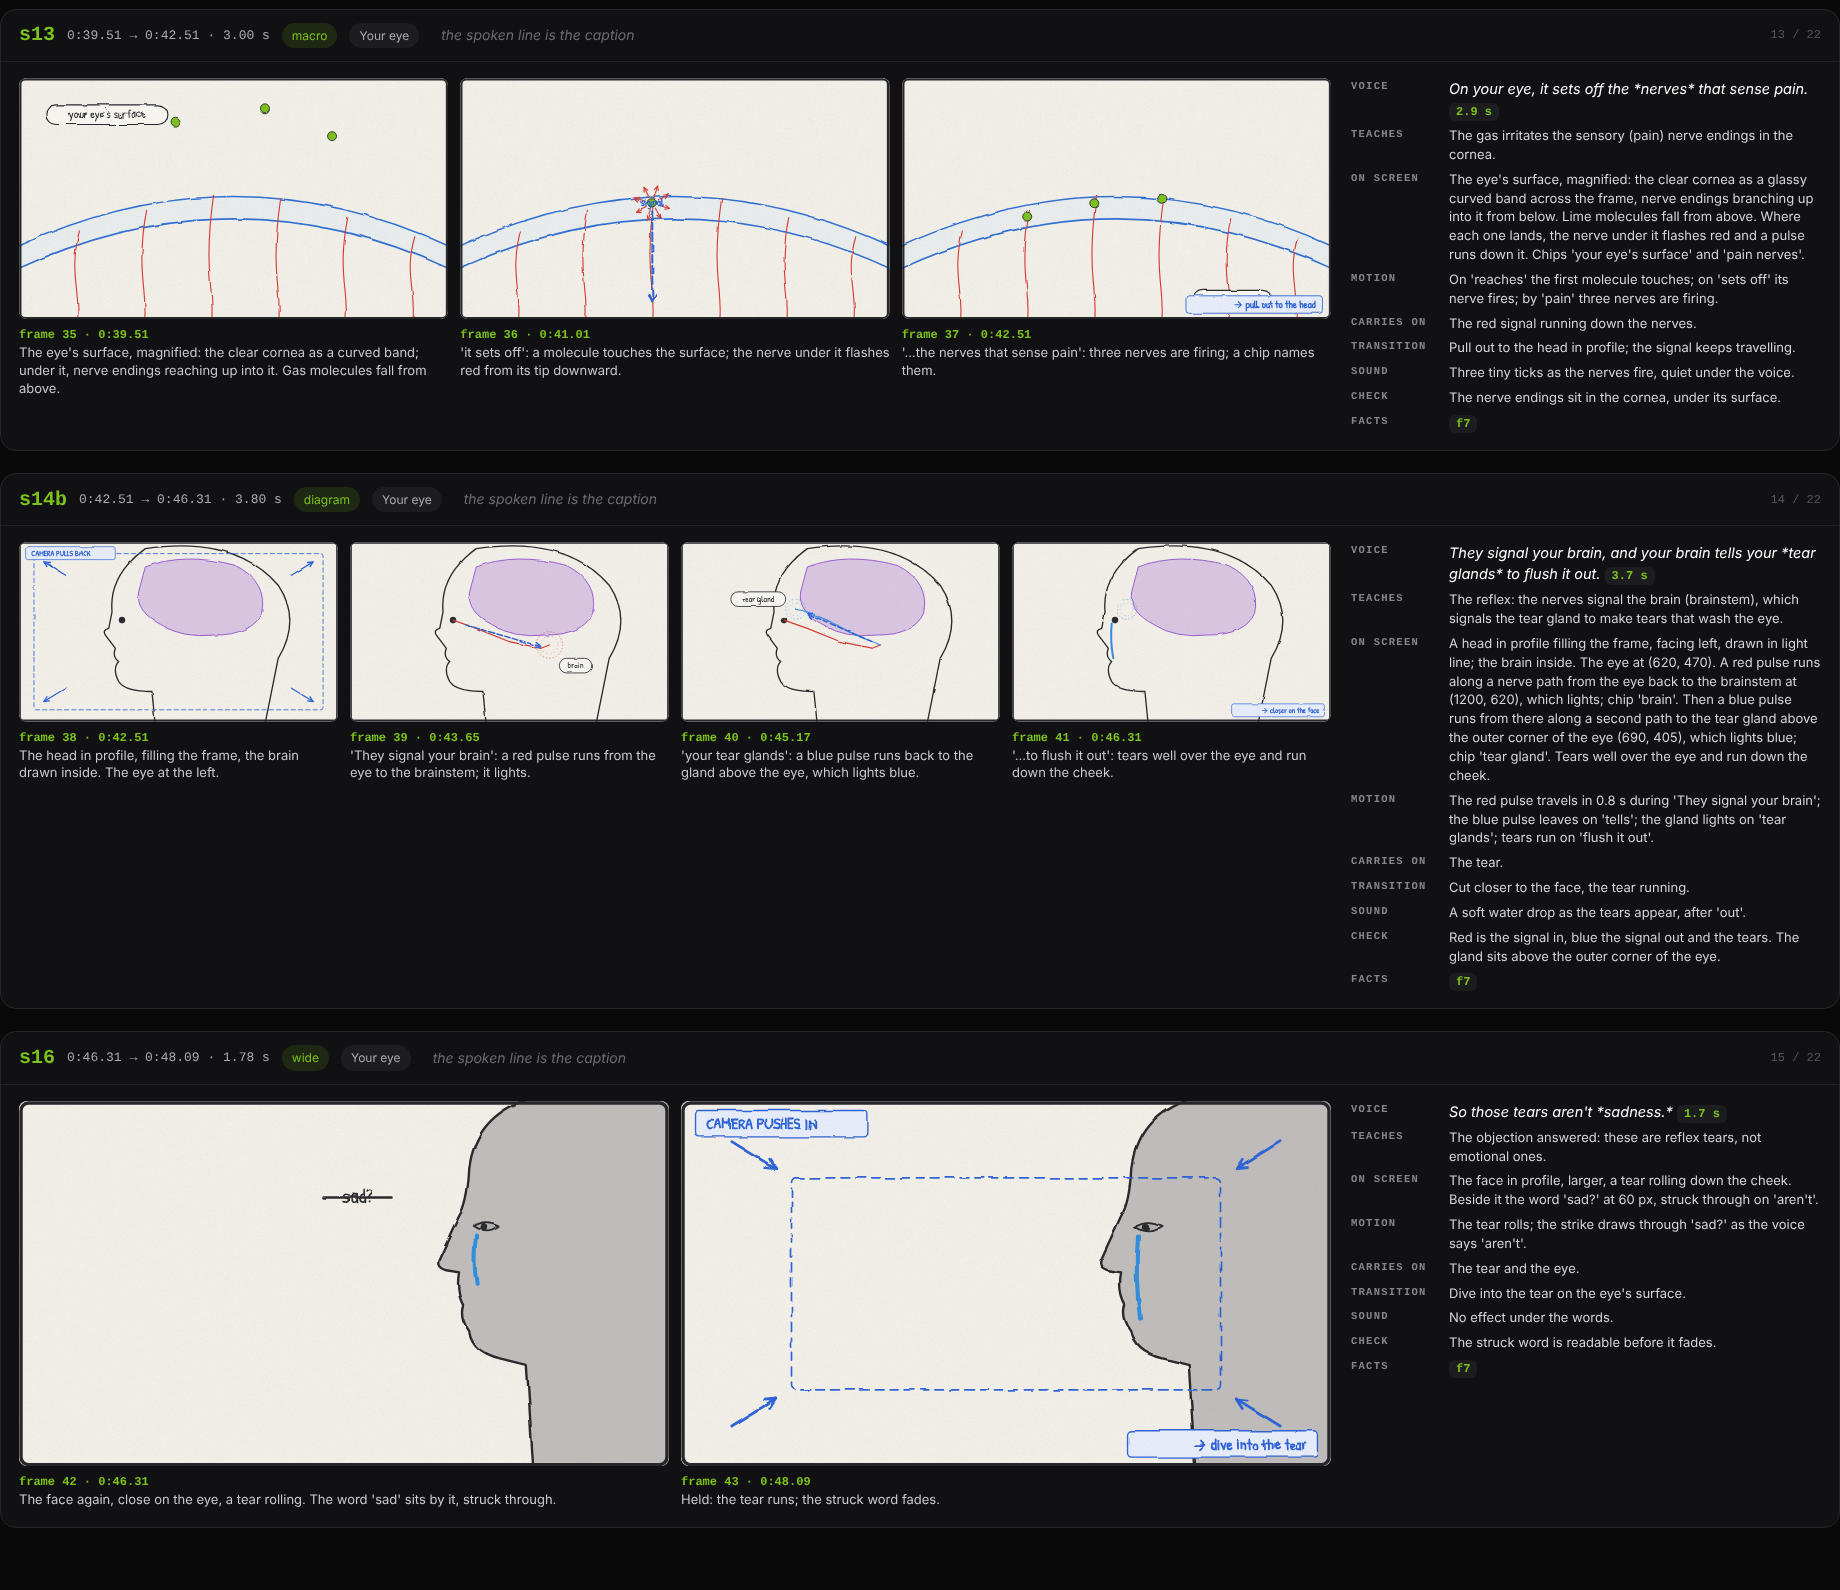 s13 0:39.51 → 0:42.51 · 3.00 s macro Your eye the spoken line is the caption 13 / 22
your eye's surface
→ pull out to the head
frame 35 · 0:39.51
The eye's surface, magnified: the clear cornea as a curved band;
under it, nerve endings reaching up into it. Gas molecules fall from
above.
frame 36 · 0:41.01
'it sets off': a molecule touches the surface; the nerve under it flashes
red from its tip downward.
frame 37 · 0:42.51
'...the nerves that sense pain': three nerves are firing; a chip names
them.
VOICE On your eye, it sets off the *nerves* that sense pain.
2.9 s
TEACHES The gas irritates the sensory (pain) nerve endings in the
cornea.
ON SCREEN The eye's surface, magnified: the clear cornea as a glassy
curved band across the frame, nerve endings branching up
into it from below. Lime molecules fall from above. Where
each one lands, the nerve under it flashes red and a pulse
runs down it. Chips 'your eye's surface' and 'pain nerves'.
MOTION On 'reaches' the first molecule touches; on 'sets off' its
nerve fires; by 'pain' three nerves are firing.
CARRIES ON The red signal running down the nerves.
TRANSITION Pull out to the head in profile; the signal keeps travelling.
SOUND Three tiny ticks as the nerves fire, quiet under the voice.
CHECK The nerve endings sit in the cornea, under its surface.
FACTS f7
s14b 0:42.51 → 0:46.31 · 3.80 s diagram Your eye the spoken line is the caption 14 / 22
CAMERA PULLS BACK
brain
tear gland
→ closer on the face
frame 38 · 0:42.51
The head in profile, filling the frame, the brain
drawn inside. The eye at the left.
frame 39 · 0:43.65
'They signal your brain': a red pulse runs from the
eye to the brainstem; it lights.
frame 40 · 0:45.17
'your tear glands': a blue pulse runs back to the
gland above the eye, which lights blue.
frame 41 · 0:46.31
'...to flush it out': tears well over the eye and run
down the cheek.
VOICE They signal your brain, and your brain tells your *tear
glands* to flush it out. 3.7 s
TEACHES The reflex: the nerves signal the brain (brainstem), which
signals the tear gland to make tears that wash the eye.
ON SCREEN A head in profile filling the frame, facing left, drawn in light
line; the brain inside. The eye at (620, 470). A red pulse runs
along a nerve path from the eye back to the brainstem at
(1200, 620), which lights; chip 'brain'. Then a blue pulse
runs from there along a second path to the tear gland above
the outer corner of the eye (690, 405), which lights blue;
chip 'tear gland'. Tears well over the eye and run down the
cheek.
MOTION The red pulse travels in 0.8 s during 'They signal your brain';
the blue pulse leaves on 'tells'; the gland lights on 'tear
glands'; tears run on 'flush it out'.
CARRIES ON The tear.
TRANSITION Cut closer to the face, the tear running.
SOUND A soft water drop as the tears appear, after 'out'.
CHECK Red is the signal in, blue the signal out and the tears. The
gland sits above the outer corner of the eye.
FACTS f7
s16 0:46.31 → 0:48.09 · 1.78 s wide Your eye the spoken line is the caption 15 / 22
sad?
CAMERA PUSHES IN
→ dive into the tear
frame 42 · 0:46.31
The face again, close on the eye, a tear rolling. The word 'sad' sits by it, struck through.
frame 43 · 0:48.09
Held: the tear runs; the struck word fades.
VOICE So those tears aren't *sadness.* 1.7 s
TEACHES The objection answered: these are reflex tears, not
emotional ones.
ON SCREEN The face in profile, larger, a tear rolling down the cheek.
Beside it the word 'sad?' at 60 px, struck through on 'aren't'.
MOTION The tear rolls; the strike draws through 'sad?' as the voice
says 'aren't'.
CARRIES ON The tear and the eye.
TRANSITION Dive into the tear on the eye's surface.
SOUND No effect under the words.
CHECK The struck word is readable before it fades.
FACTS f7